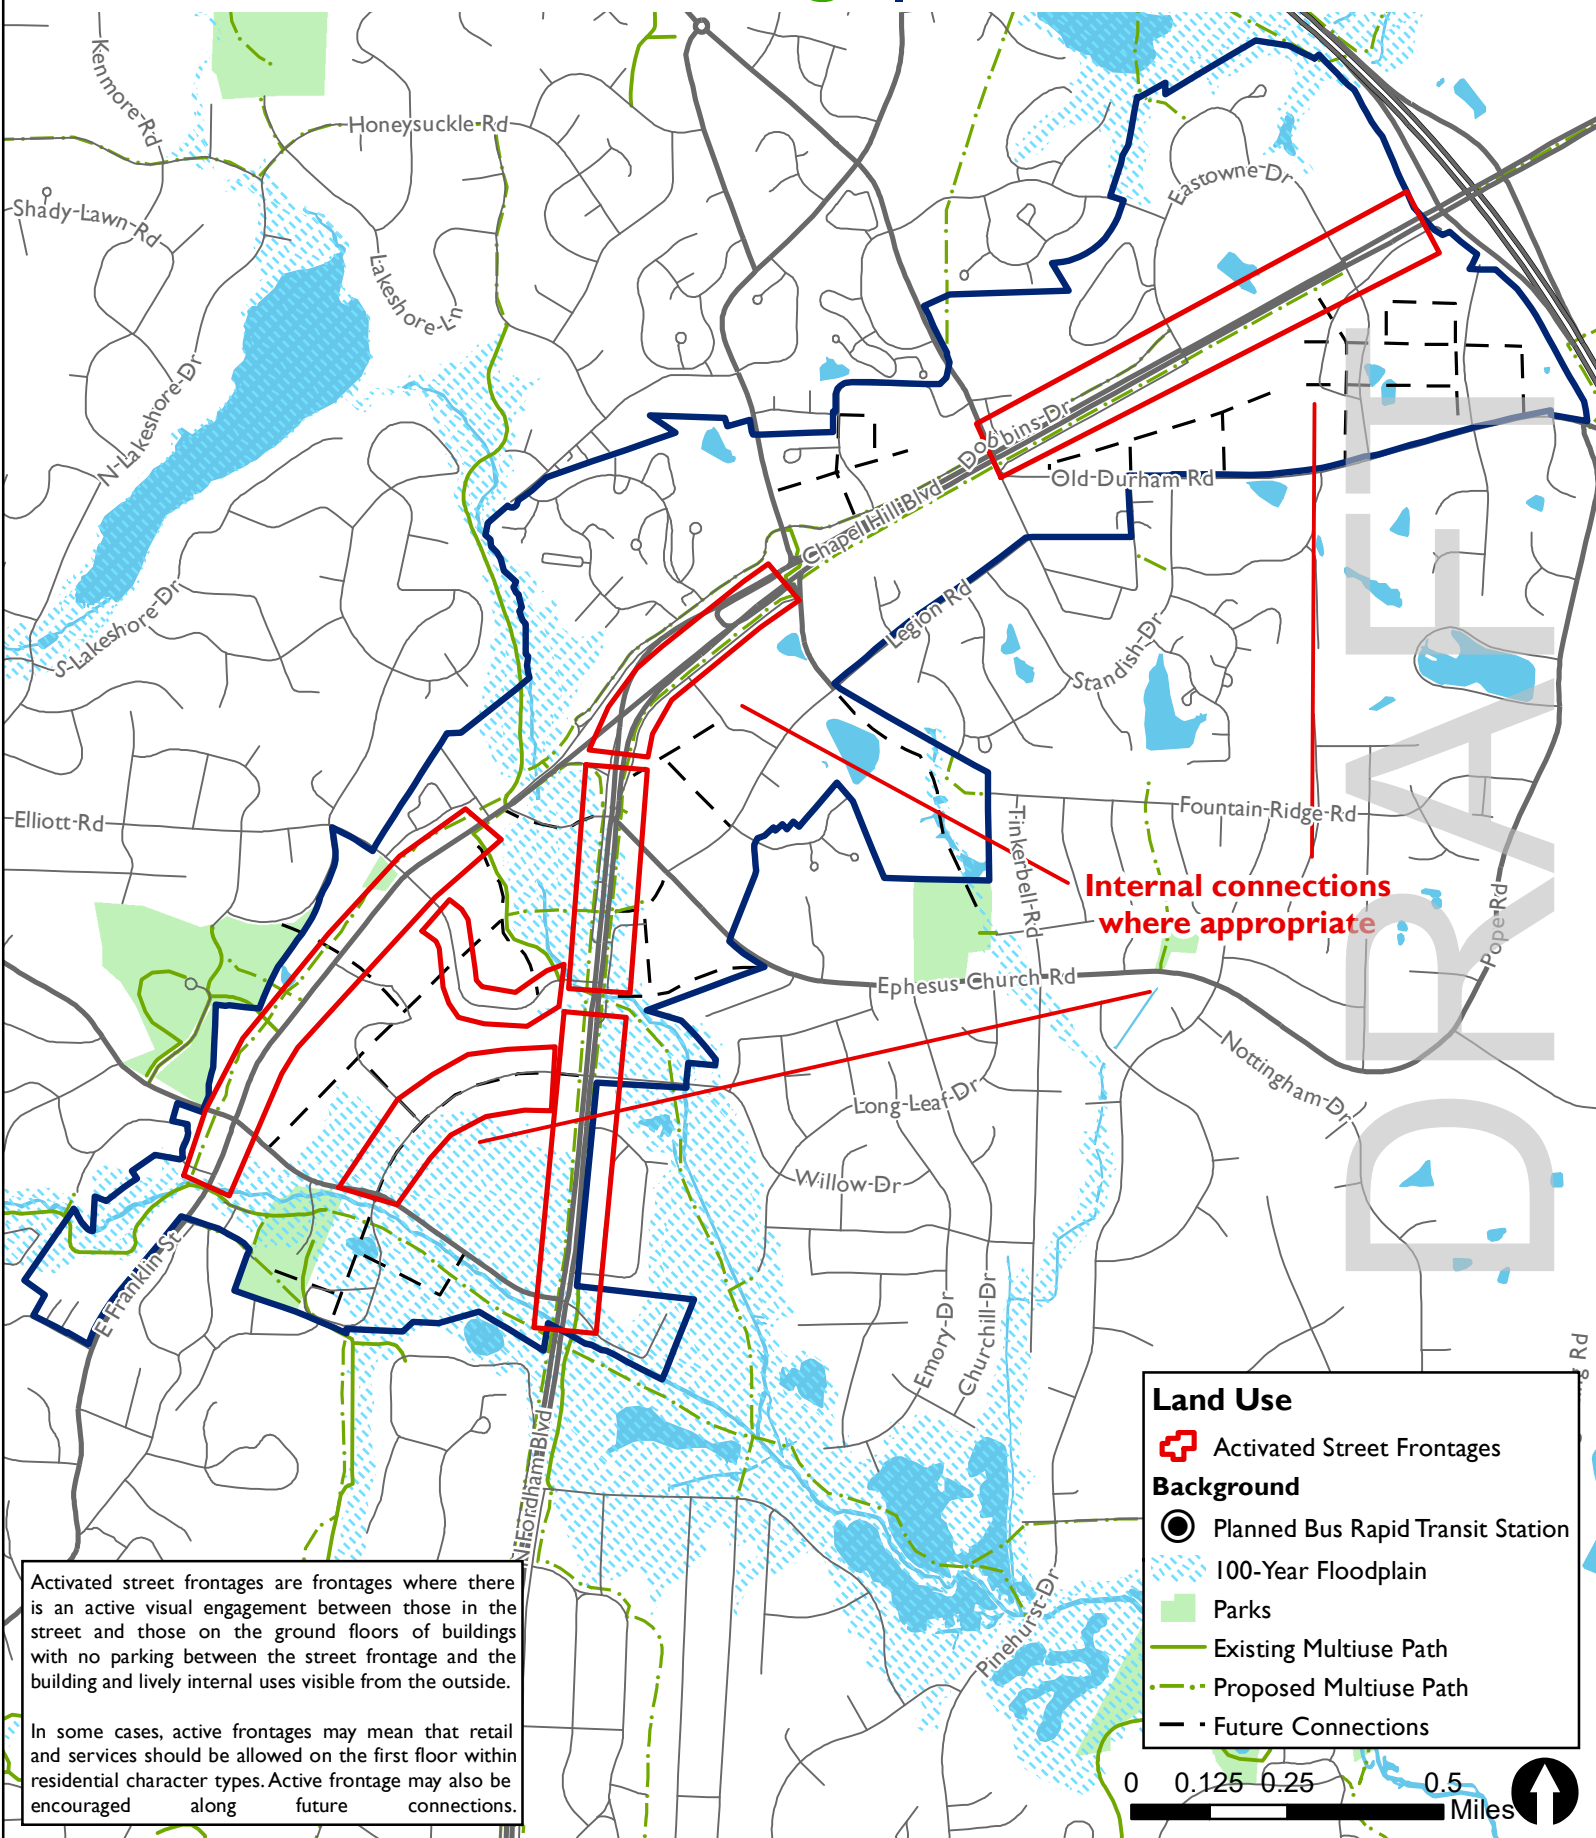 Kenmore-Rd
Honeysuckle-Rd
Shady-Lawn-Rd
Lakeshore-Ln
Eastowne-Dr
N-Lakeshore-Dr
Dobbins-Dr
Old-Durham Rd
Chapel Hill Blvd
S-Lakeshore-Dr
Legion Rd
Standish-Dr
Elliott-Rd
Fountain-Ridge-Rd
Tinkerbell-Rd
Internal connections
where appropriate
Pope-Rd
Ephesus-Church-Rd
Nottingham-Dr
Long-Leaf-Dr
Willow-Dr
E-Franklin-St
Emory-Dr
Churchill-Dr
N Fordham Blvd
Pinehurst-Dr
Rd
DRAFT
Land Use
Activated Street Frontages
Background
Planned Bus Rapid Transit Station
100-Year Floodplain
Parks
Existing Multiuse Path
Proposed Multiuse Path
Future Connections
0 0.125 0.25 0.5
Miles
Activated street frontages are frontages where there
is an active visual engagement between those in the
street and those on the ground floors of buildings
with no parking between the street frontage and the
building and lively internal uses visible from the outside.
In some cases, active frontages may mean that retail
and services should be allowed on the first floor within
residential character types. Active frontage may also be
encouraged along future connections.